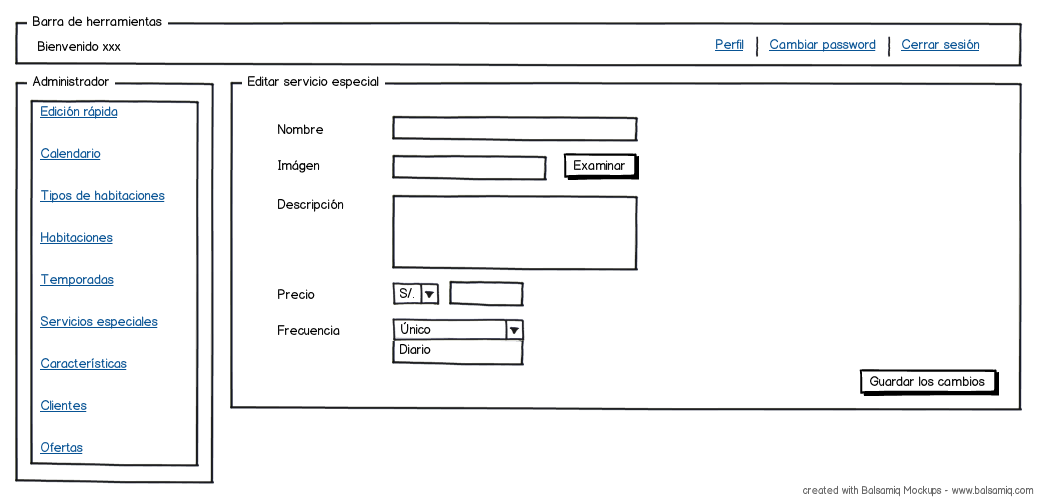 Barra de herramientas
Bienvenido xxx
Perfil | Cambiar password | Cerrar sesión
Administrador
Edición rápida
Calendario
Tipos de habitaciones
Habitaciones
Temporadas
Servicios especiales
Características
Clientes
Ofertas
Editar servicio especial
Nombre
Imágen
Examinar
Descripción
Precio
S/.
Frecuencia
Único
Diario
Guardar los cambios
created with Balsamiq Mockups - www.balsamiq.com